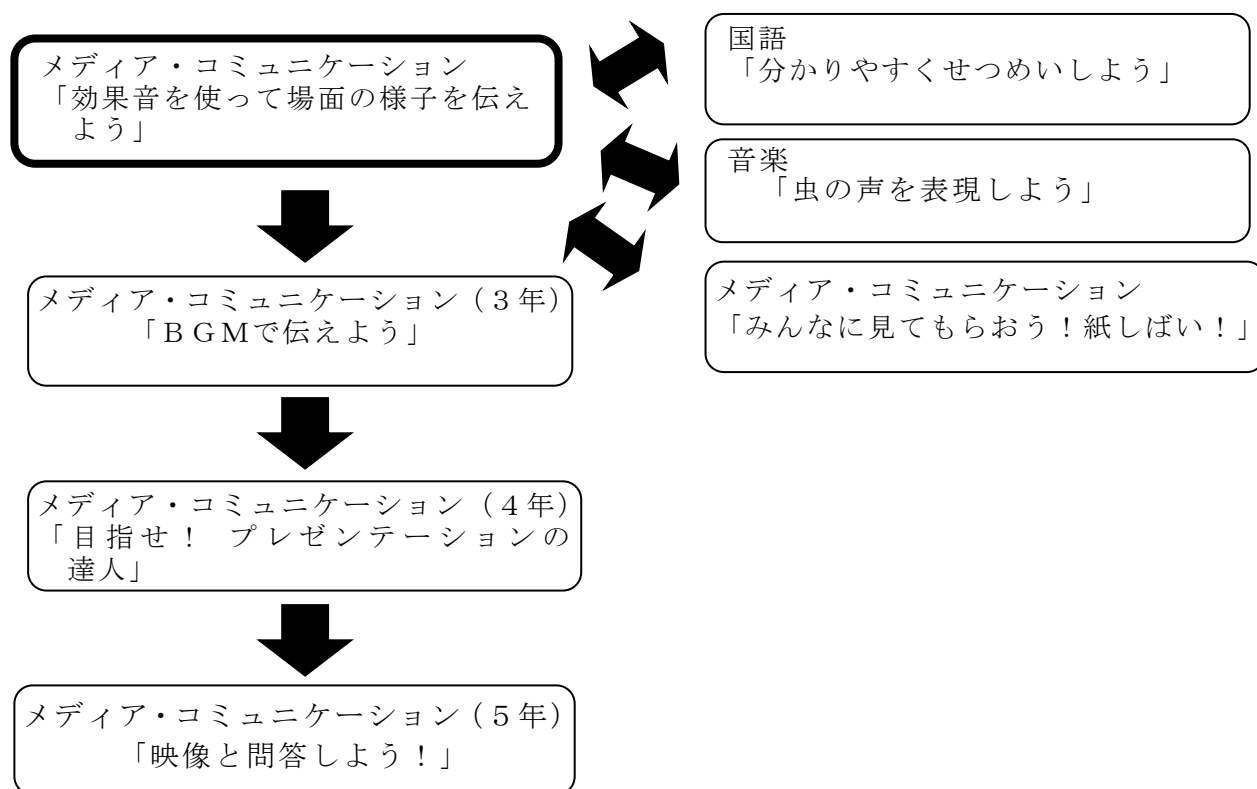 メディア・コミュニケーション
「効果音を使って場面の様子を伝え
よう」
国語
「分かりやすくせつめいしよう」
音楽
「虫の声を表現しよう」
メディア・コミュニケーション
「みんなに見てもらおう！紙しばい！」
メディア・コミュニケーション（３年）
「ＢＧＭで伝えよう」
メディア・コミュニケーション（４年）
「目指せ！　プレゼンテーションの
達人」
メディア・コミュニケーション（５年）
「映像と問答しよう！」